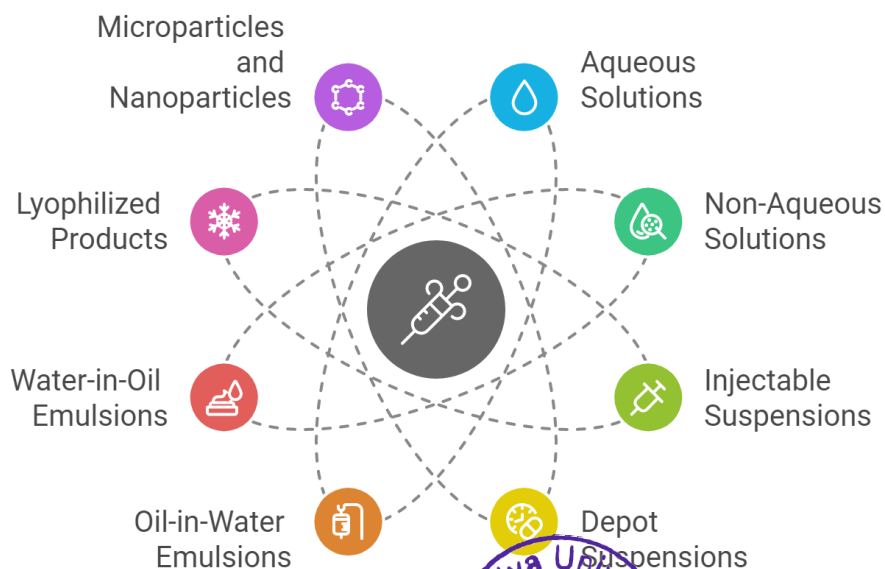 Microparticles
and
Nanoparticles
Aqueous
Solutions
Lyophilized
Products
Non-Aqueous
Solutions
Water-in-Oil
Emulsions
Injectable
Suspensions
Oil-in-Water
Emulsions
Depot
Suspensions